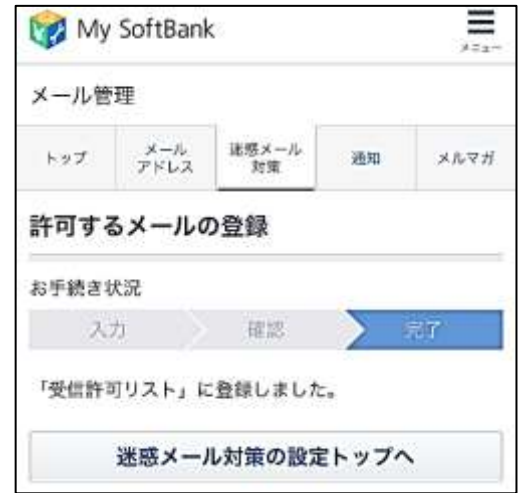 My SoftBank
メニュー
メール管理
トップ
メール
アドレス
迷惑メール
対策
通知
メルマガ
許可するメールの登録
お手続き状況
入力
確認
完了
「受信許可リスト」に登録しました。
迷惑メール対策の設定トップへ